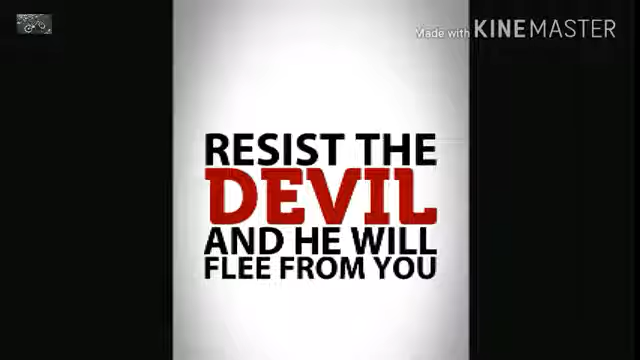 Made with KINEMASTER
RESIST THE
DEVIL
AND HE WILL
FLEE FROM YOU